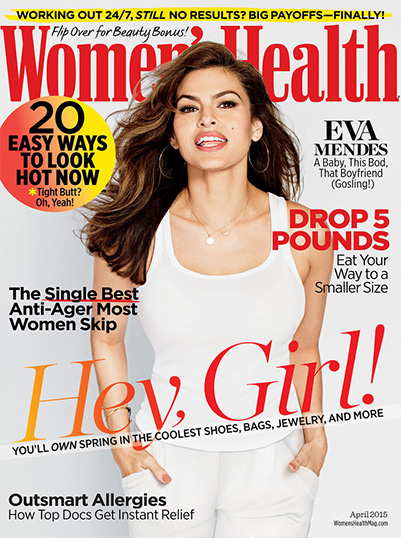 WORKING OUT 24/7, STILL NO RESULTS? BIG PAYOFFS—FINALLY!
Flip Over for Beauty Bonus!
Women's Health
20
EASY WAYS
TO LOOK
HOT NOW
*Tight Butt?
Oh, Yeah!
EVA
MENDES
A Baby, This Bod,
That Boyfriend
(Gosling!)
DROP 5
POUNDS
Eat Your
Way to a
Smaller Size
The Single Best
Anti-Ager Most
Women Skip
Hey, Girl!
YOU'LL OWN SPRING IN THE COOLEST SHOES, BAGS, JEWELRY, AND MORE
Outsmart Allergies
How Top Docs Get Instant Relief
April 2015
WomensHealthMag.com